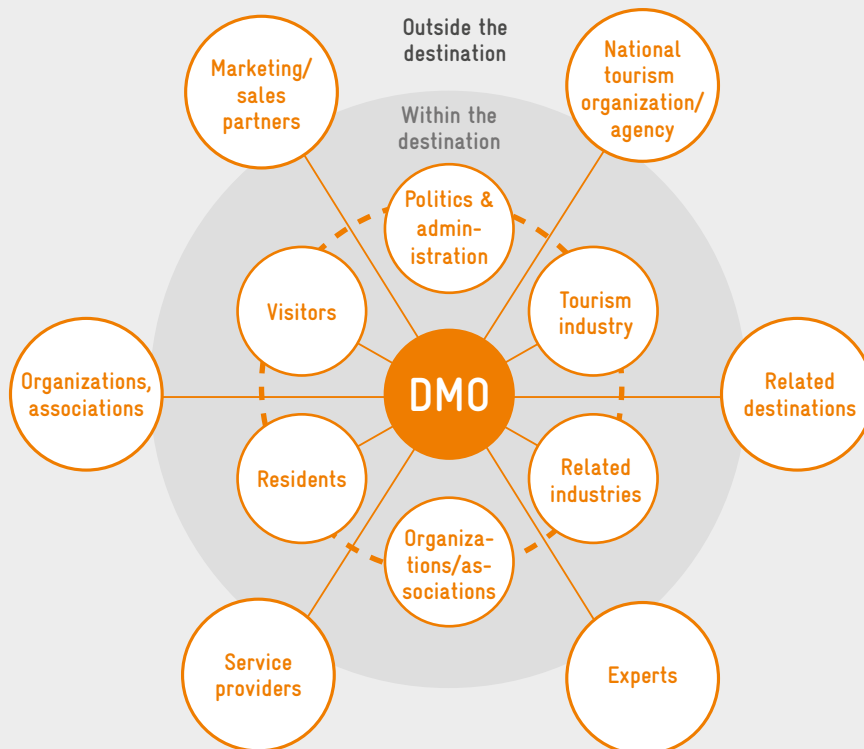 Outside the
destination
Marketing/
sales
partners
National
tourism
organization/
agency
Within the
destination
Politics &
admin-
istration
Visitors
Tourism
industry
Organizations,
associations
DMO
Related
destinations
Residents
Related
industries
Organiza-
tions/as-
sociations
Service
providers
Experts